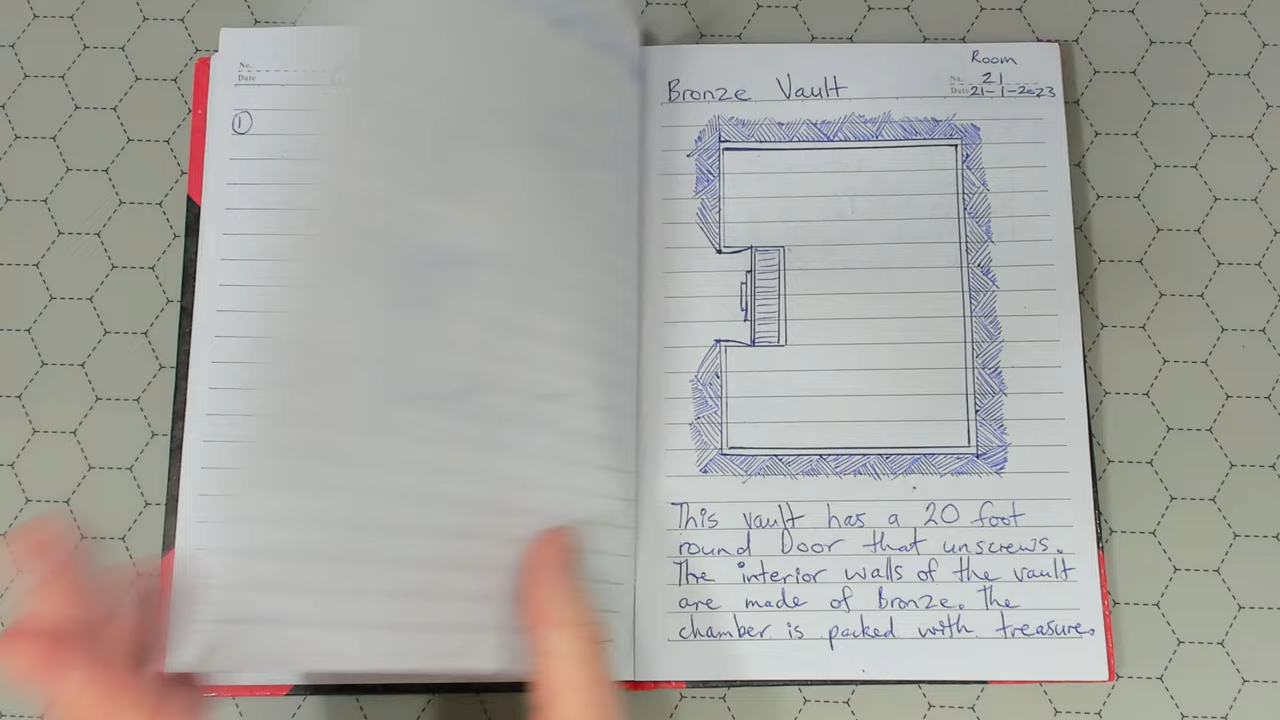 No.
Date
①
Room
Bronze Vault
No. 21
Date 21-1-2023
This vault has a 20 foot
round Door that unscrews.
The interior walls of the vault
are made of Bronze. The
chamber is packed with treasure.